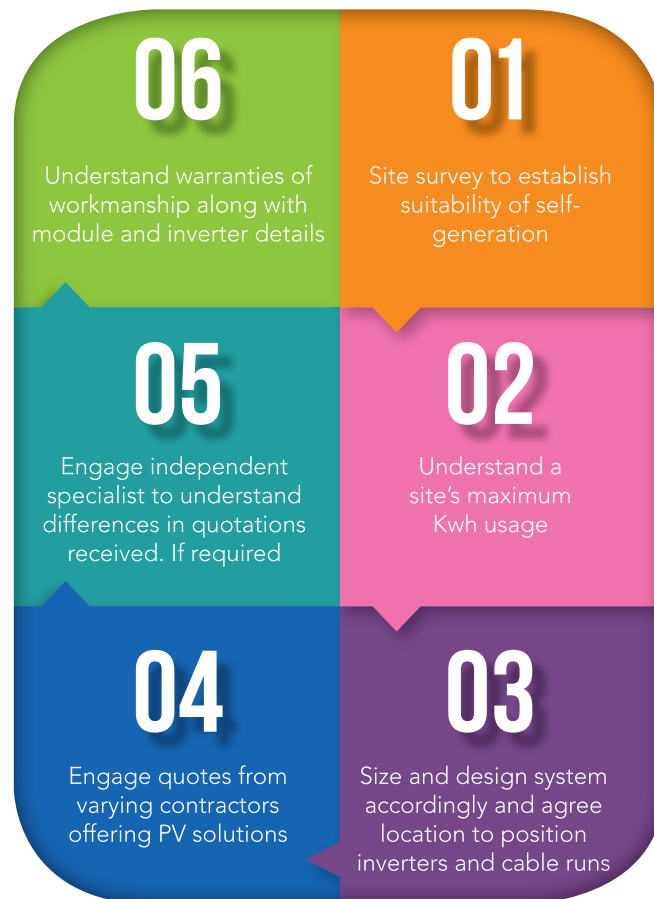 01
Site survey to establish
suitability of self-
generation
02
Understand a
site’s maximum
Kwh usage
03
Size and design system
accordingly and agree
location to position
inverters and cable runs
04
Engage quotes from
varying contractors
offering PV solutions
05
Engage independent
specialist to understand
differences in quotations
received. If required
06
Understand warranties of
workmanship along with
module and inverter details